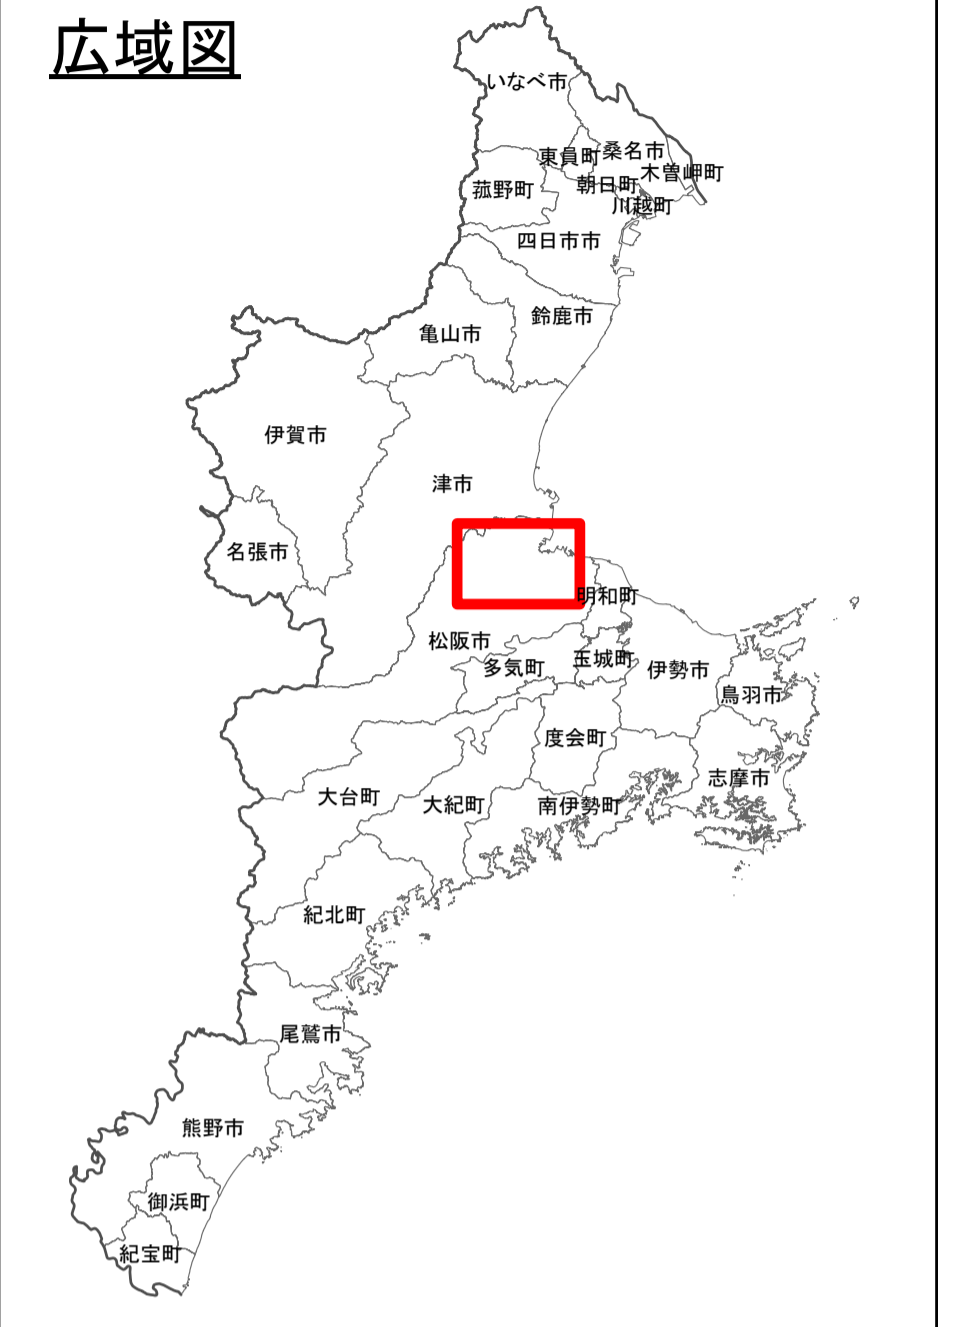 広域図
いなべ市
東員町
桑名市
木曽岬町
菰野町
朝日町
川越町
四日市市
鈴鹿市
亀山市
伊賀市
津市
名張市
明和町
松阪市
多気町
玉城町
伊勢市
鳥羽市
度会町
志摩市
大台町
大紀町
南伊勢町
紀北町
尾鷲市
熊野市
御浜町
紀宝町